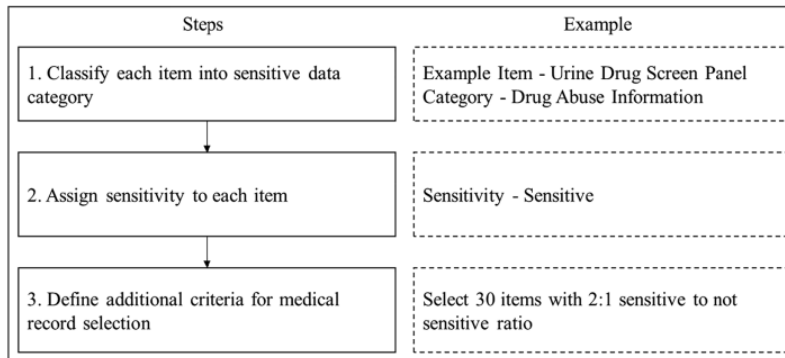 Steps
Example
1. Classify each item into sensitive data
category
Example Item - Urine Drug Screen Panel
Category - Drug Abuse Information
2. Assign sensitivity to each item
Sensitivity - Sensitive
3. Define additional criteria for medical
record selection
Select 30 items with 2:1 sensitive to not
sensitive ratio